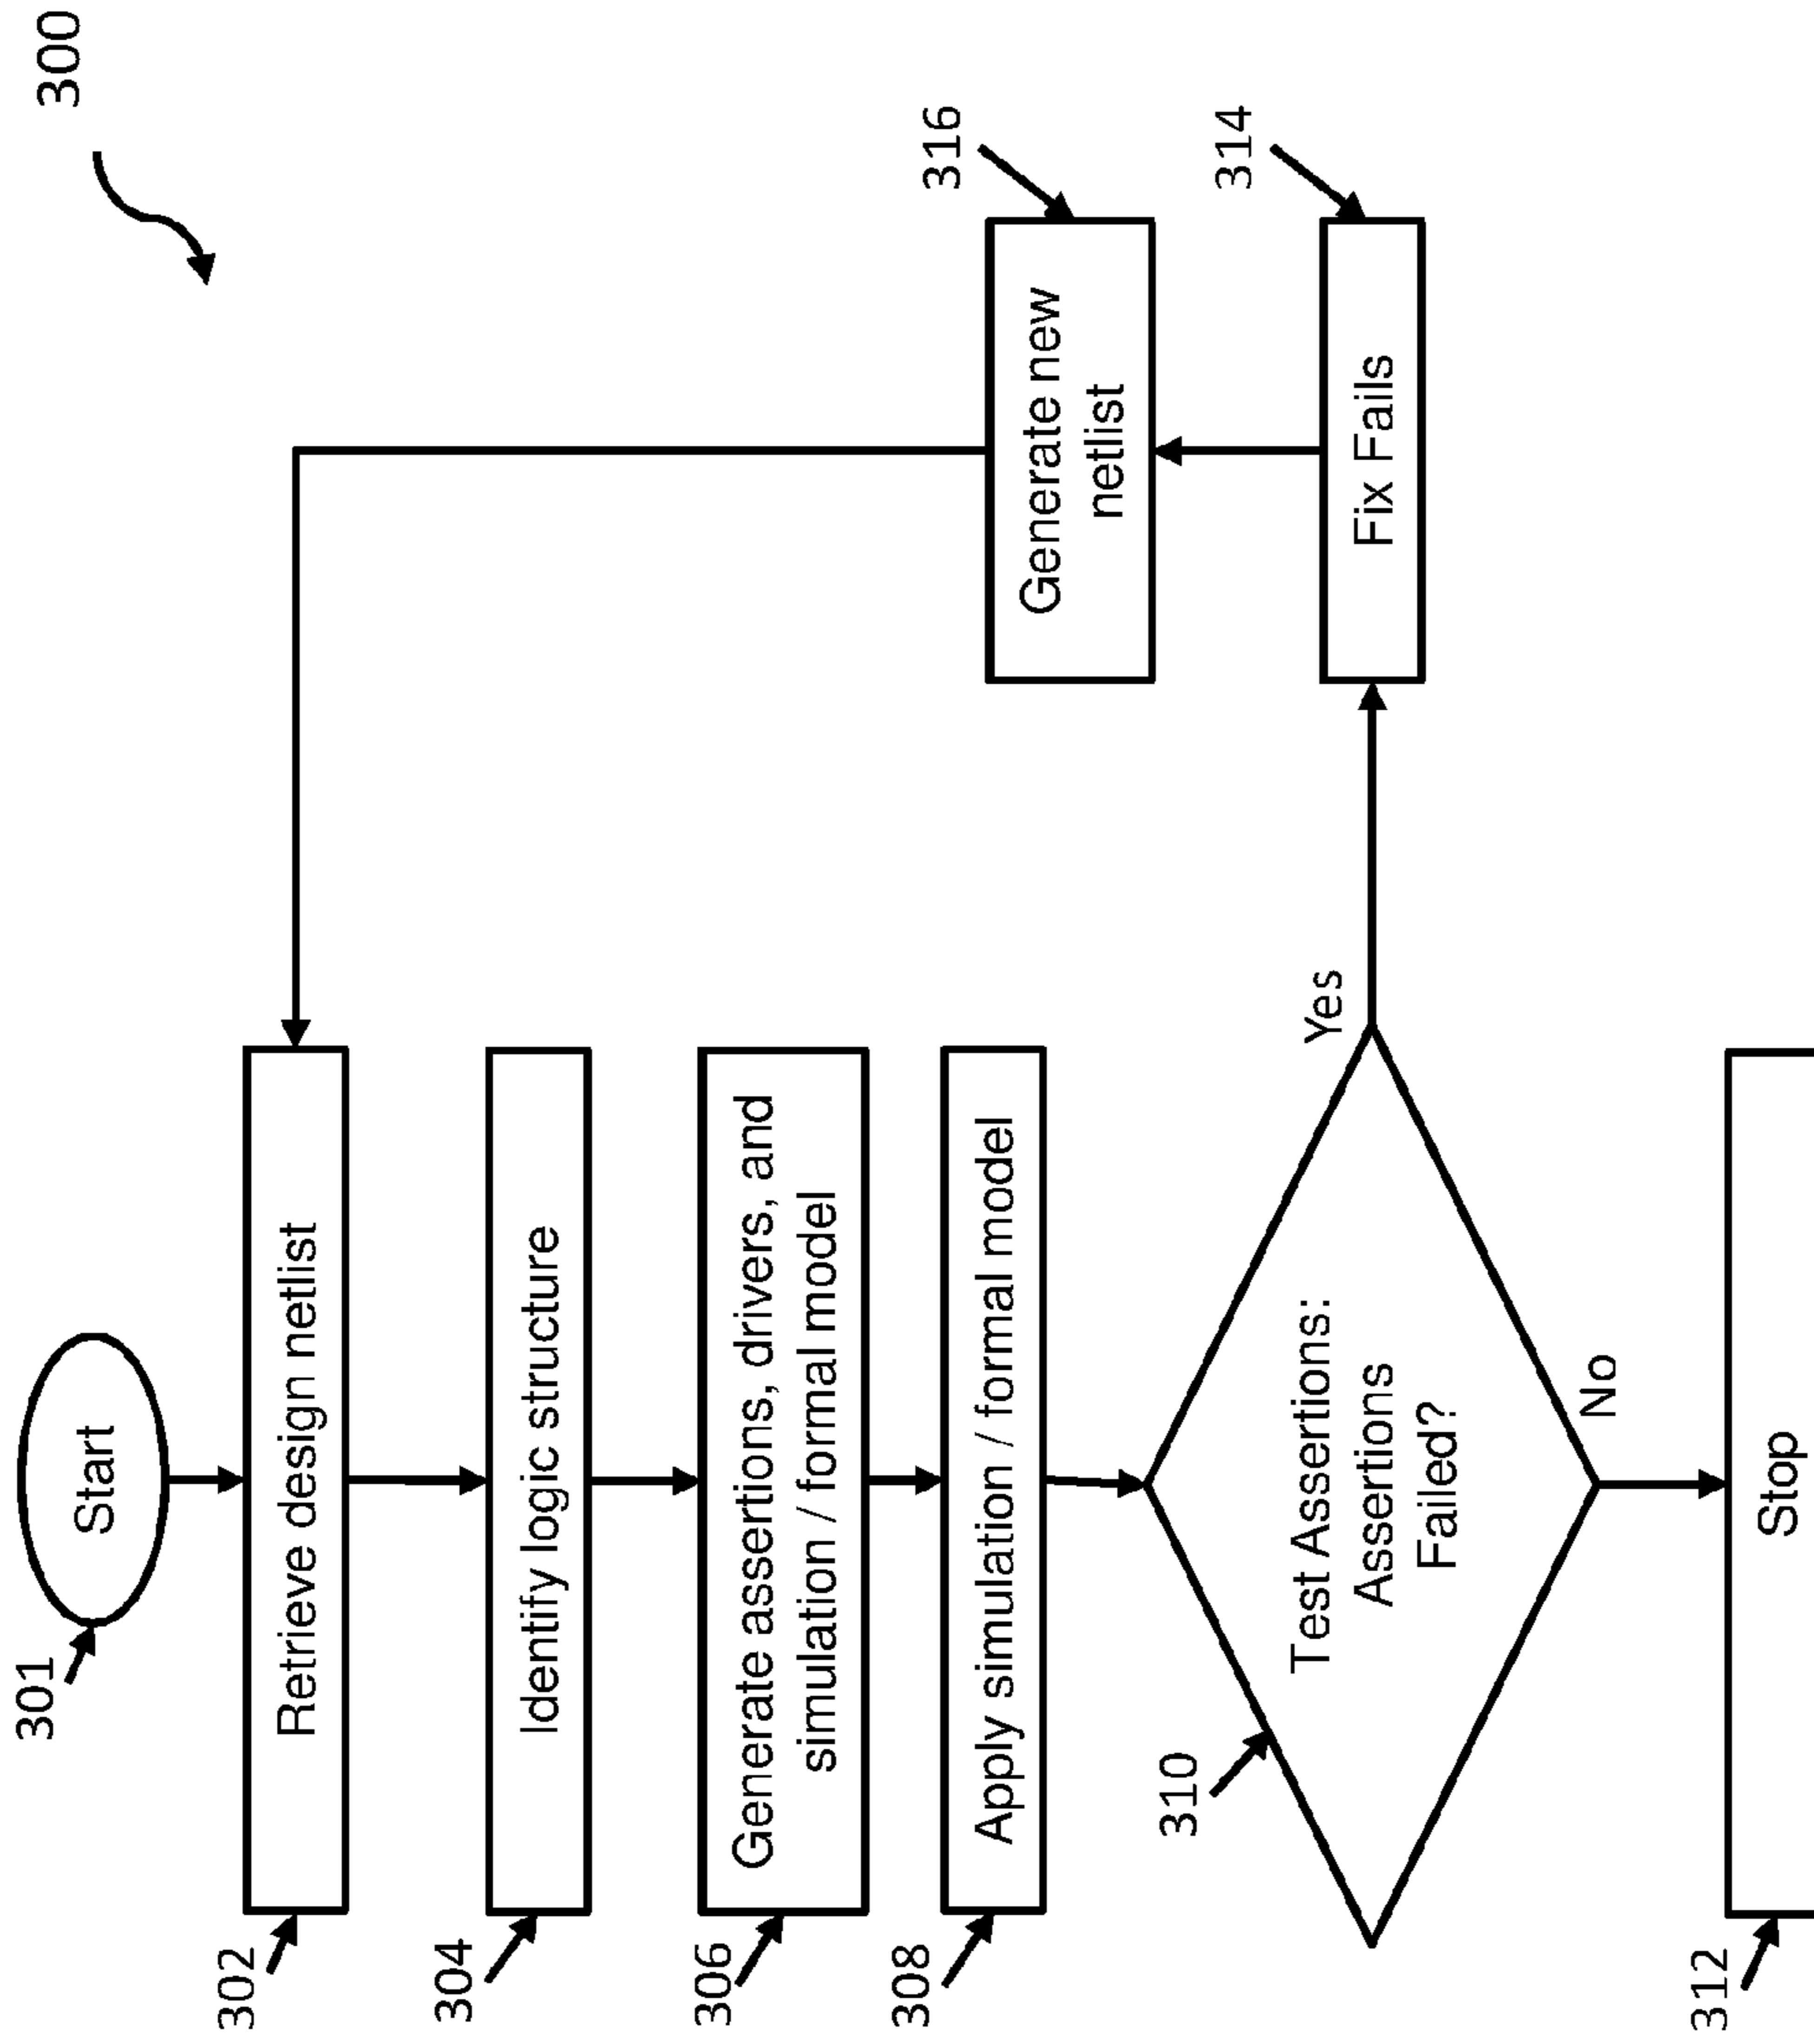 300
301
Start
302
Retrieve design netlist
304
Identify logic structure
306
Generate assertions, drivers, and
simulation / formal model
308
Apply simulation / formal model
310
Test Assertions:
Assertions
Failed?
Yes
No
316
Generate new
netlist
314
Fix Fails
312
Stop